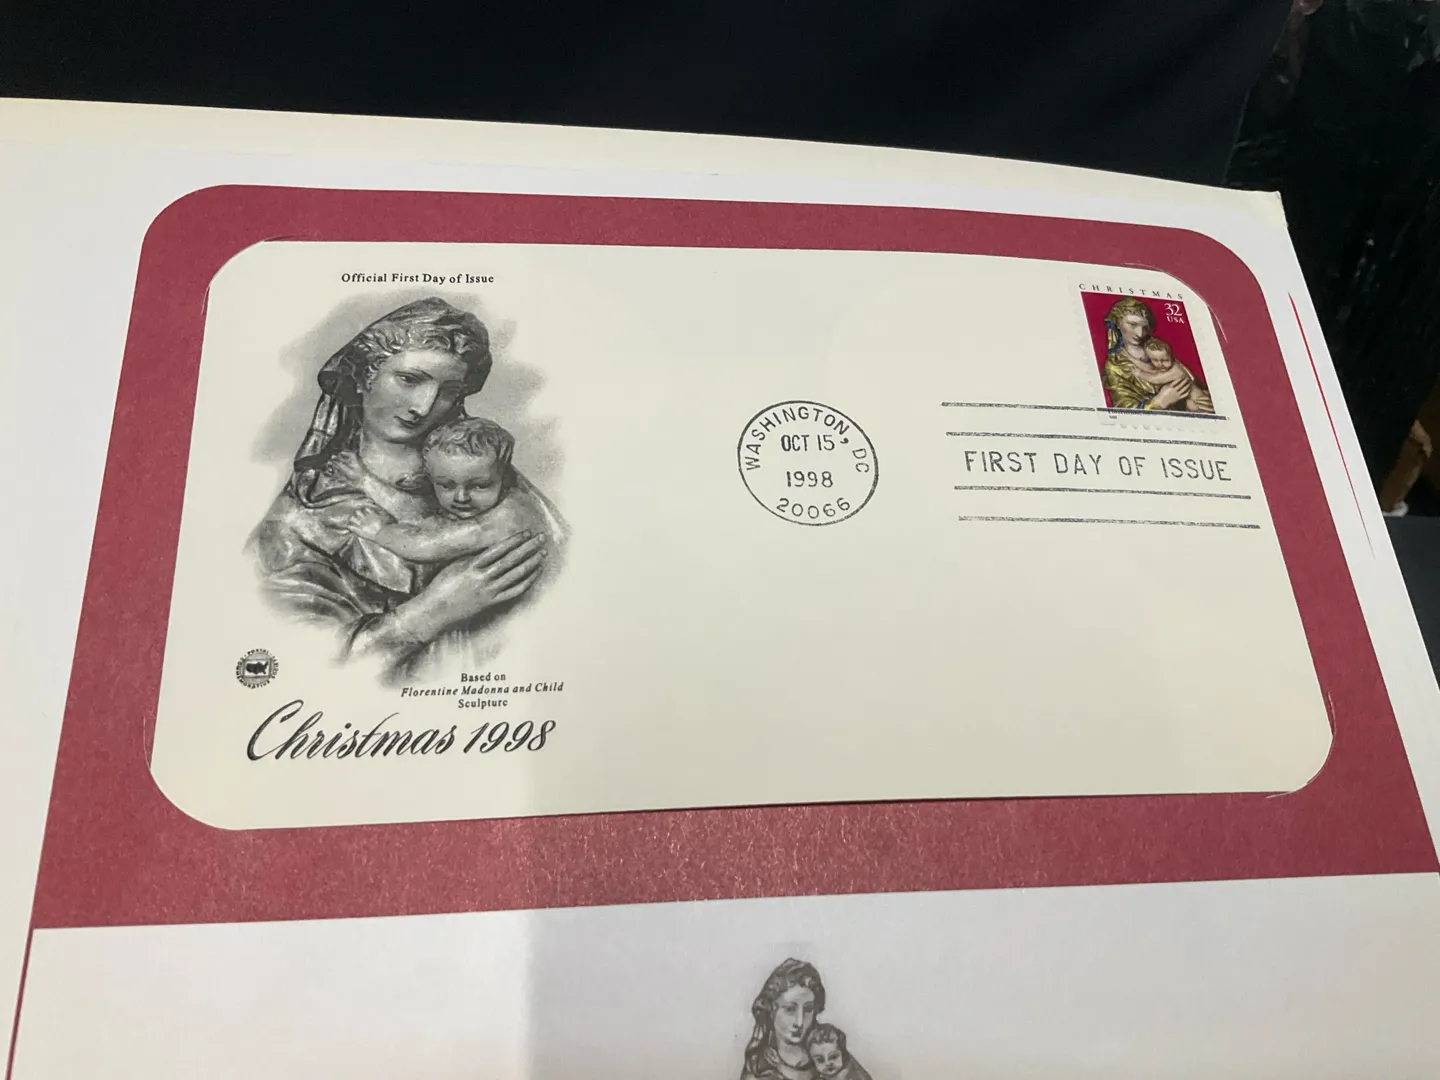 Official First Day of Issue
CHRISTMAS
32
USA
WASHINGTON, DC
OCT 15
1998
20066
FIRST DAY OF ISSUE
Based on
Florentine Madonna and Child
Sculpture
Christmas 1998